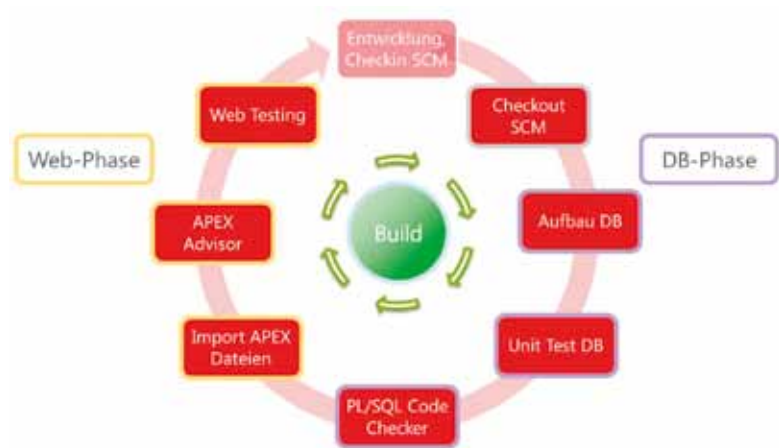 Entwicklung,
Checkin SCM
Checkout
SCM
Aufbau DB
Unit Test DB
PL/SQL Code
Checker
Import APEX
Dateien
APEX
Advisor
Web Testing
Web-Phase
DB-Phase
Build